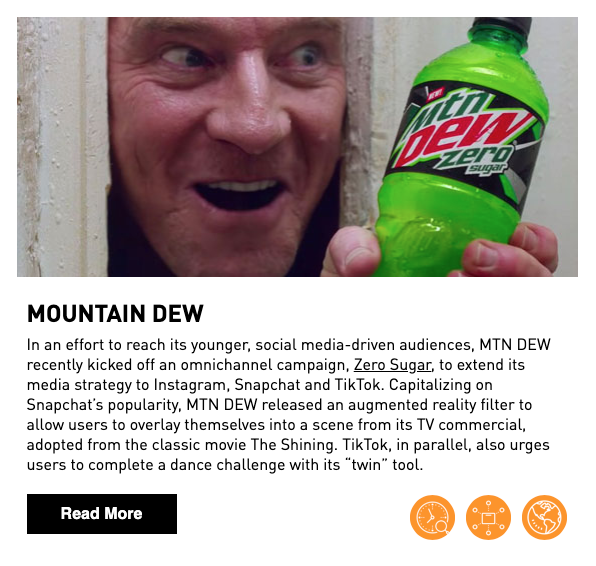 NEW!
mtn
DEW
zero
sugar
MOUNTAIN DEW
In an effort to reach its younger, social media-driven audiences, MTN DEW
recently kicked off an omnichannel campaign, Zero Sugar, to extend its
media strategy to Instagram, Snapchat and TikTok. Capitalizing on
Snapchat’s popularity, MTN DEW released an augmented reality filter to
allow users to overlay themselves into a scene from its TV commercial,
adopted from the classic movie The Shining. TikTok, in parallel, also urges
users to complete a dance challenge with its “twin” tool.
Read More